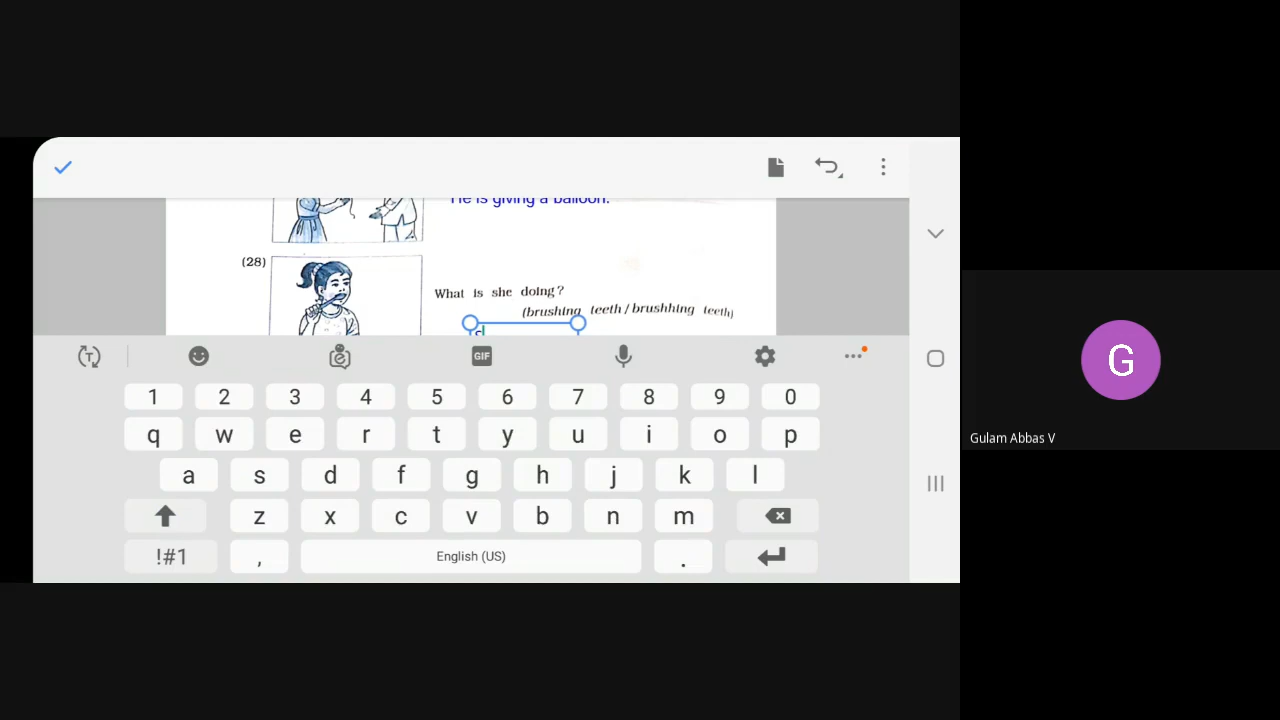 He is giving a balloon.
(28)
What is she doing?
(brushing teeth / brushhing teeth)
T
GIF
1 2 3 4 5 6 7 8 9 0
q w e r t y u i o p
a s d f g h j k l
z x c v b n m
!#1 , English (US) .
G
Gulam Abbas V